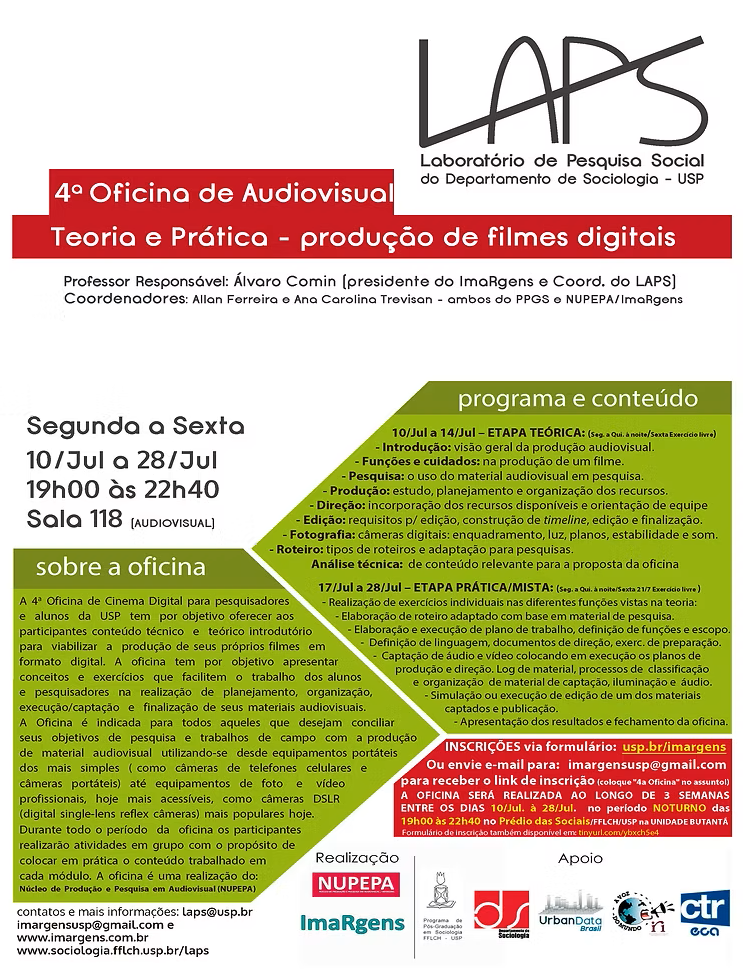 LAPS
Laboratório de Pesquisa Social
do Departamento de Sociologia - USP
4ª Oficina de Audiovisual
Teoria e Prática - produção de filmes digitais
Professor Responsável: Álvaro Comin (presidente do ImaRgens e Coord. do LAPS)
Coordenadores: Allan Ferreira e Ana Carolina Trevisan - ambos do PPGS e NUPEPA/ImaRgens
Segunda a Sexta
10/Jul a 28/Jul
19h00 às 22h40
Sala 118 (AUDIOVISUAL)
programa e conteúdo
10/Jul a 14/Jul – ETAPA TEÓRICA: (Seg. a Qui. à noite/Sexta Exercício livre)
- Introdução: visão geral da produção audiovisual.
- Funções e cuidados: na produção de um filme.
- Pesquisa: o uso do material audiovisual em pesquisa.
- Produção: estudo, planejamento e organização dos recursos.
- Direção: incorporação dos recursos disponíveis e orientação de equipe
- Edição: requisitos p/ edição, construção de timeline, edição e finalização.
- Fotografia: câmeras digitais: enquadramento, luz, planos, estabilidade e som.
- Roteiro: tipos de roteiros e adaptação para pesquisas.
Análise técnica: de conteúdo relevante para a proposta da oficina
17/Jul a 28/Jul – ETAPA PRÁTICA/MISTA: (Seg. a Qui. à noite/Sexta 21/7 Exercício livre )
- Realização de exercícios individuais nas diferentes funções vistas na teoria:
- Elaboração de roteiro adaptado com base em material de pesquisa.
- Elaboração e execução de plano de trabalho, definição de funções e escopo.
- Definição de linguagem, documentos de direção, exerc. de preparação.
- Captação de áudio e vídeo colocando em execução os planos de
produção e direção. Log de material, processos de classificação
e organização de material de captação, iluminação e áudio.
- Simulação ou execução de edição de um dos materiais
captados e publicação.
- Apresentação dos resultados e fechamento da oficina.
sobre a oficina
A 4ª Oficina de Cinema Digital para pesquisadores
e alunos da USP tem por objetivo oferecer aos
participantes conteúdo técnico e teórico introdutório
para viabilizar a produção de seus próprios filmes em
formato digital. A oficina tem por objetivo apresentar
conceitos e exercícios que facilitem o trabalho dos alunos
e pesquisadores na realização de planejamento, organização,
execução/captação e finalização de seus materiais audiovisuais.
A Oficina é indicada para todos aqueles que desejam conciliar
seus objetivos de pesquisa e trabalhos de campo com a produção
de material audiovisual utilizando-se desde equipamentos portáteis
dos mais simples ( como câmeras de telefones celulares e
câmeras portáteis) até equipamentos de foto e vídeo
profissionais, hoje mais acessíveis, como câmeras DSLR
(digital single-lens reflex câmeras) mais populares hoje.
Durante todo o período da oficina os participantes
realizarão atividades em grupo com o propósito de
colocar em prática o conteúdo trabalhado em
cada módulo. A oficina é uma realização do:
Núcleo de Produção e Pesquisa em Audiovisual (NUPEPA)
INSCRIÇÕES via formulário: usp.br/imargens
Ou envie e-mail para: imargensusp@gmail.com
para receber o link de inscrição (coloque "4a Oficina" no assunto!)
A OFICINA SERÁ REALIZADA AO LONGO DE 3 SEMANAS
ENTRE OS DIAS 10/Jul. à 28/Jul. no período NOTURNO das
19h00 às 22h40 no Prédio das Sociais/FFLCH/USP na UNIDADE BUTANTÃ
Formulário de inscrição também disponível em: tinyurl.com/ybxch5e4
contatos e mais informações: laps@usp.br
imargensusp@gmail.com e
www.imaRgens.com.br
www.sociologia.fflch.usp.br/laps
Realização
NUPEPA
ImaRgens
Apoio
Programa de
Pós-Graduação
em Sociologia
FFLCH - USP
ds
Departamento de
Sociologia
UrbanData
Brasil
ctr
eca